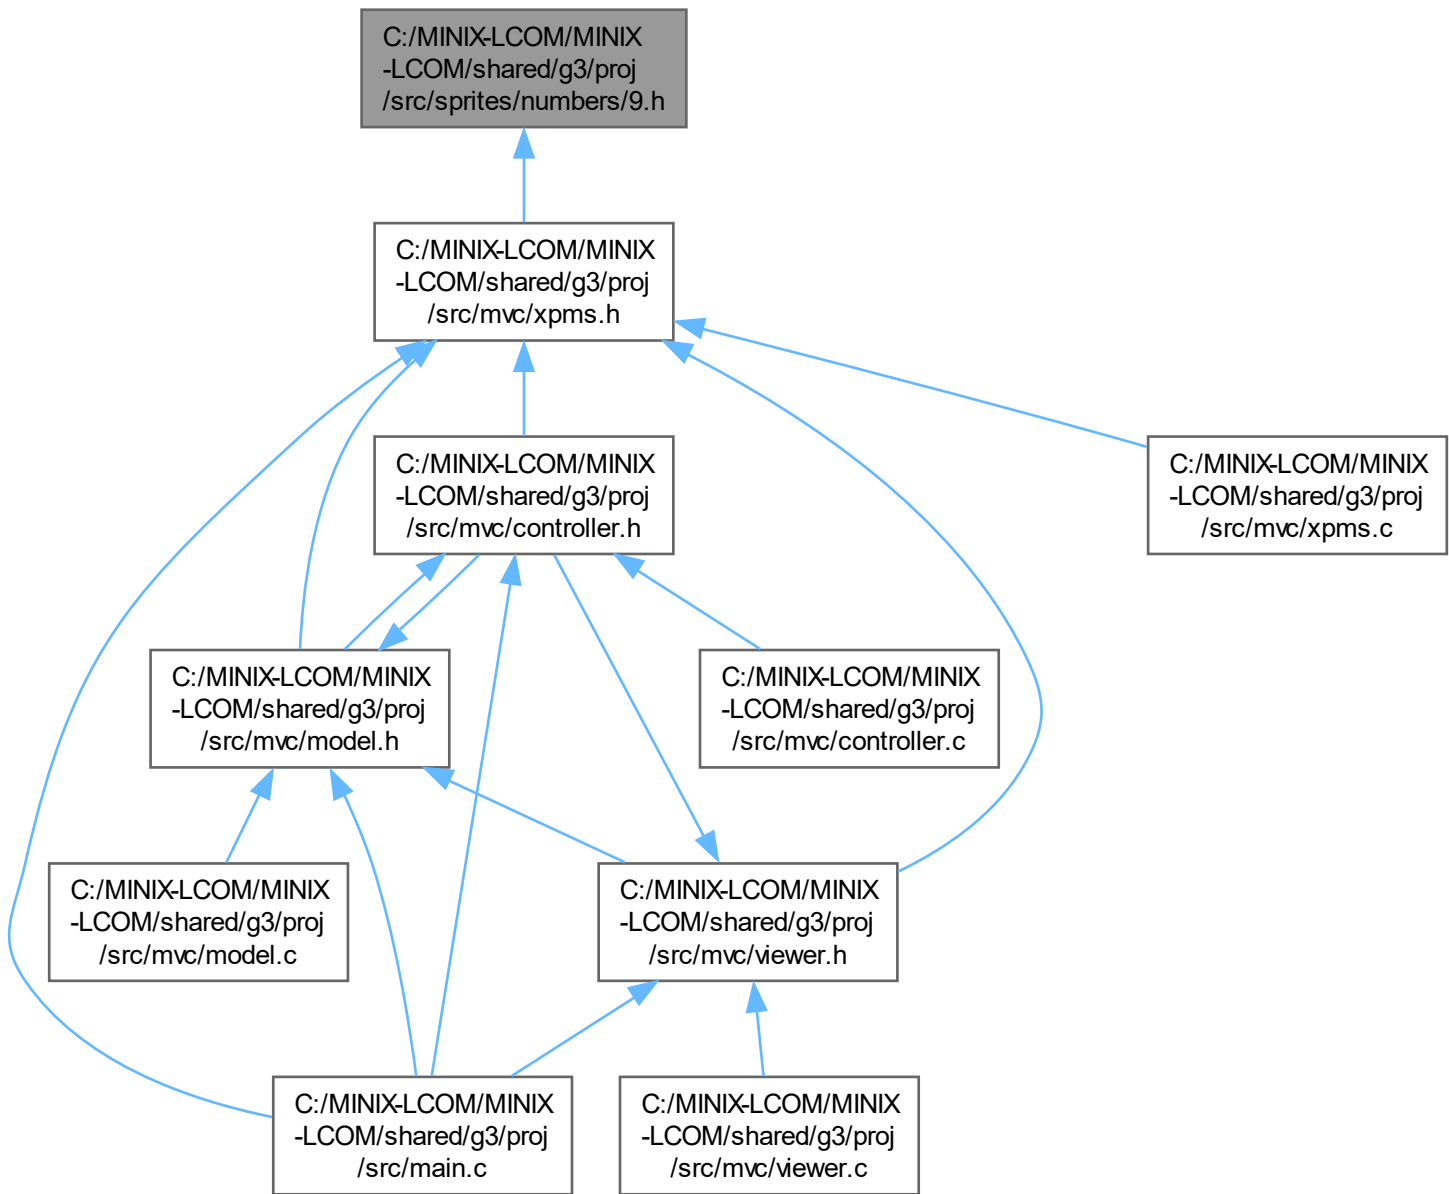 C:/MINIX-LCOM/MINIX
-LCOM/shared/g3/proj
/src/sprites/numbers/9.h
C:/MINIX-LCOM/MINIX
-LCOM/shared/g3/proj
/src/mvc/xpms.h
C:/MINIX-LCOM/MINIX
-LCOM/shared/g3/proj
/src/mvc/controller.h
C:/MINIX-LCOM/MINIX
-LCOM/shared/g3/proj
/src/mvc/xpms.c
C:/MINIX-LCOM/MINIX
-LCOM/shared/g3/proj
/src/mvc/model.h
C:/MINIX-LCOM/MINIX
-LCOM/shared/g3/proj
/src/mvc/controller.c
C:/MINIX-LCOM/MINIX
-LCOM/shared/g3/proj
/src/mvc/model.c
C:/MINIX-LCOM/MINIX
-LCOM/shared/g3/proj
/src/mvc/viewer.h
C:/MINIX-LCOM/MINIX
-LCOM/shared/g3/proj
/src/main.c
C:/MINIX-LCOM/MINIX
-LCOM/shared/g3/proj
/src/mvc/viewer.c